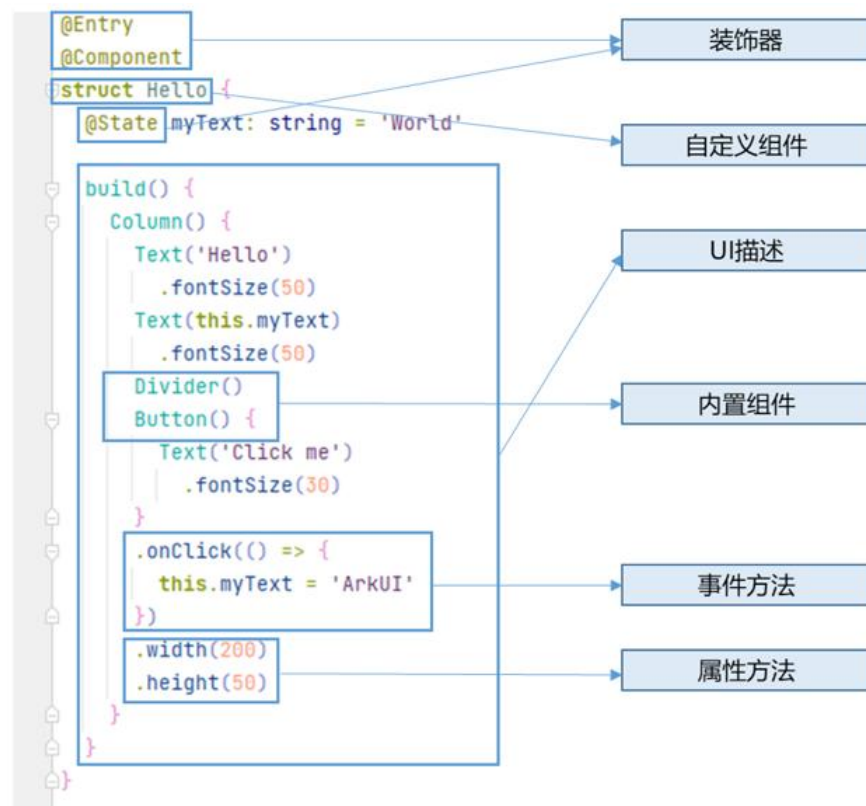 @Entry
@Component
struct Hello {
@State myText: string = 'World'
build() {
Column() {
Text('Hello')
.fontSize(50)
Text(this.myText)
.fontSize(50)
Divider()
Button() {
Text('Click me')
.fontSize(30)
}
.onClick(() => {
this.myText = 'ArkUI'
})
.width(200)
.height(50)
}
}
}
装饰器
自定义组件
UI描述
内置组件
事件方法
属性方法